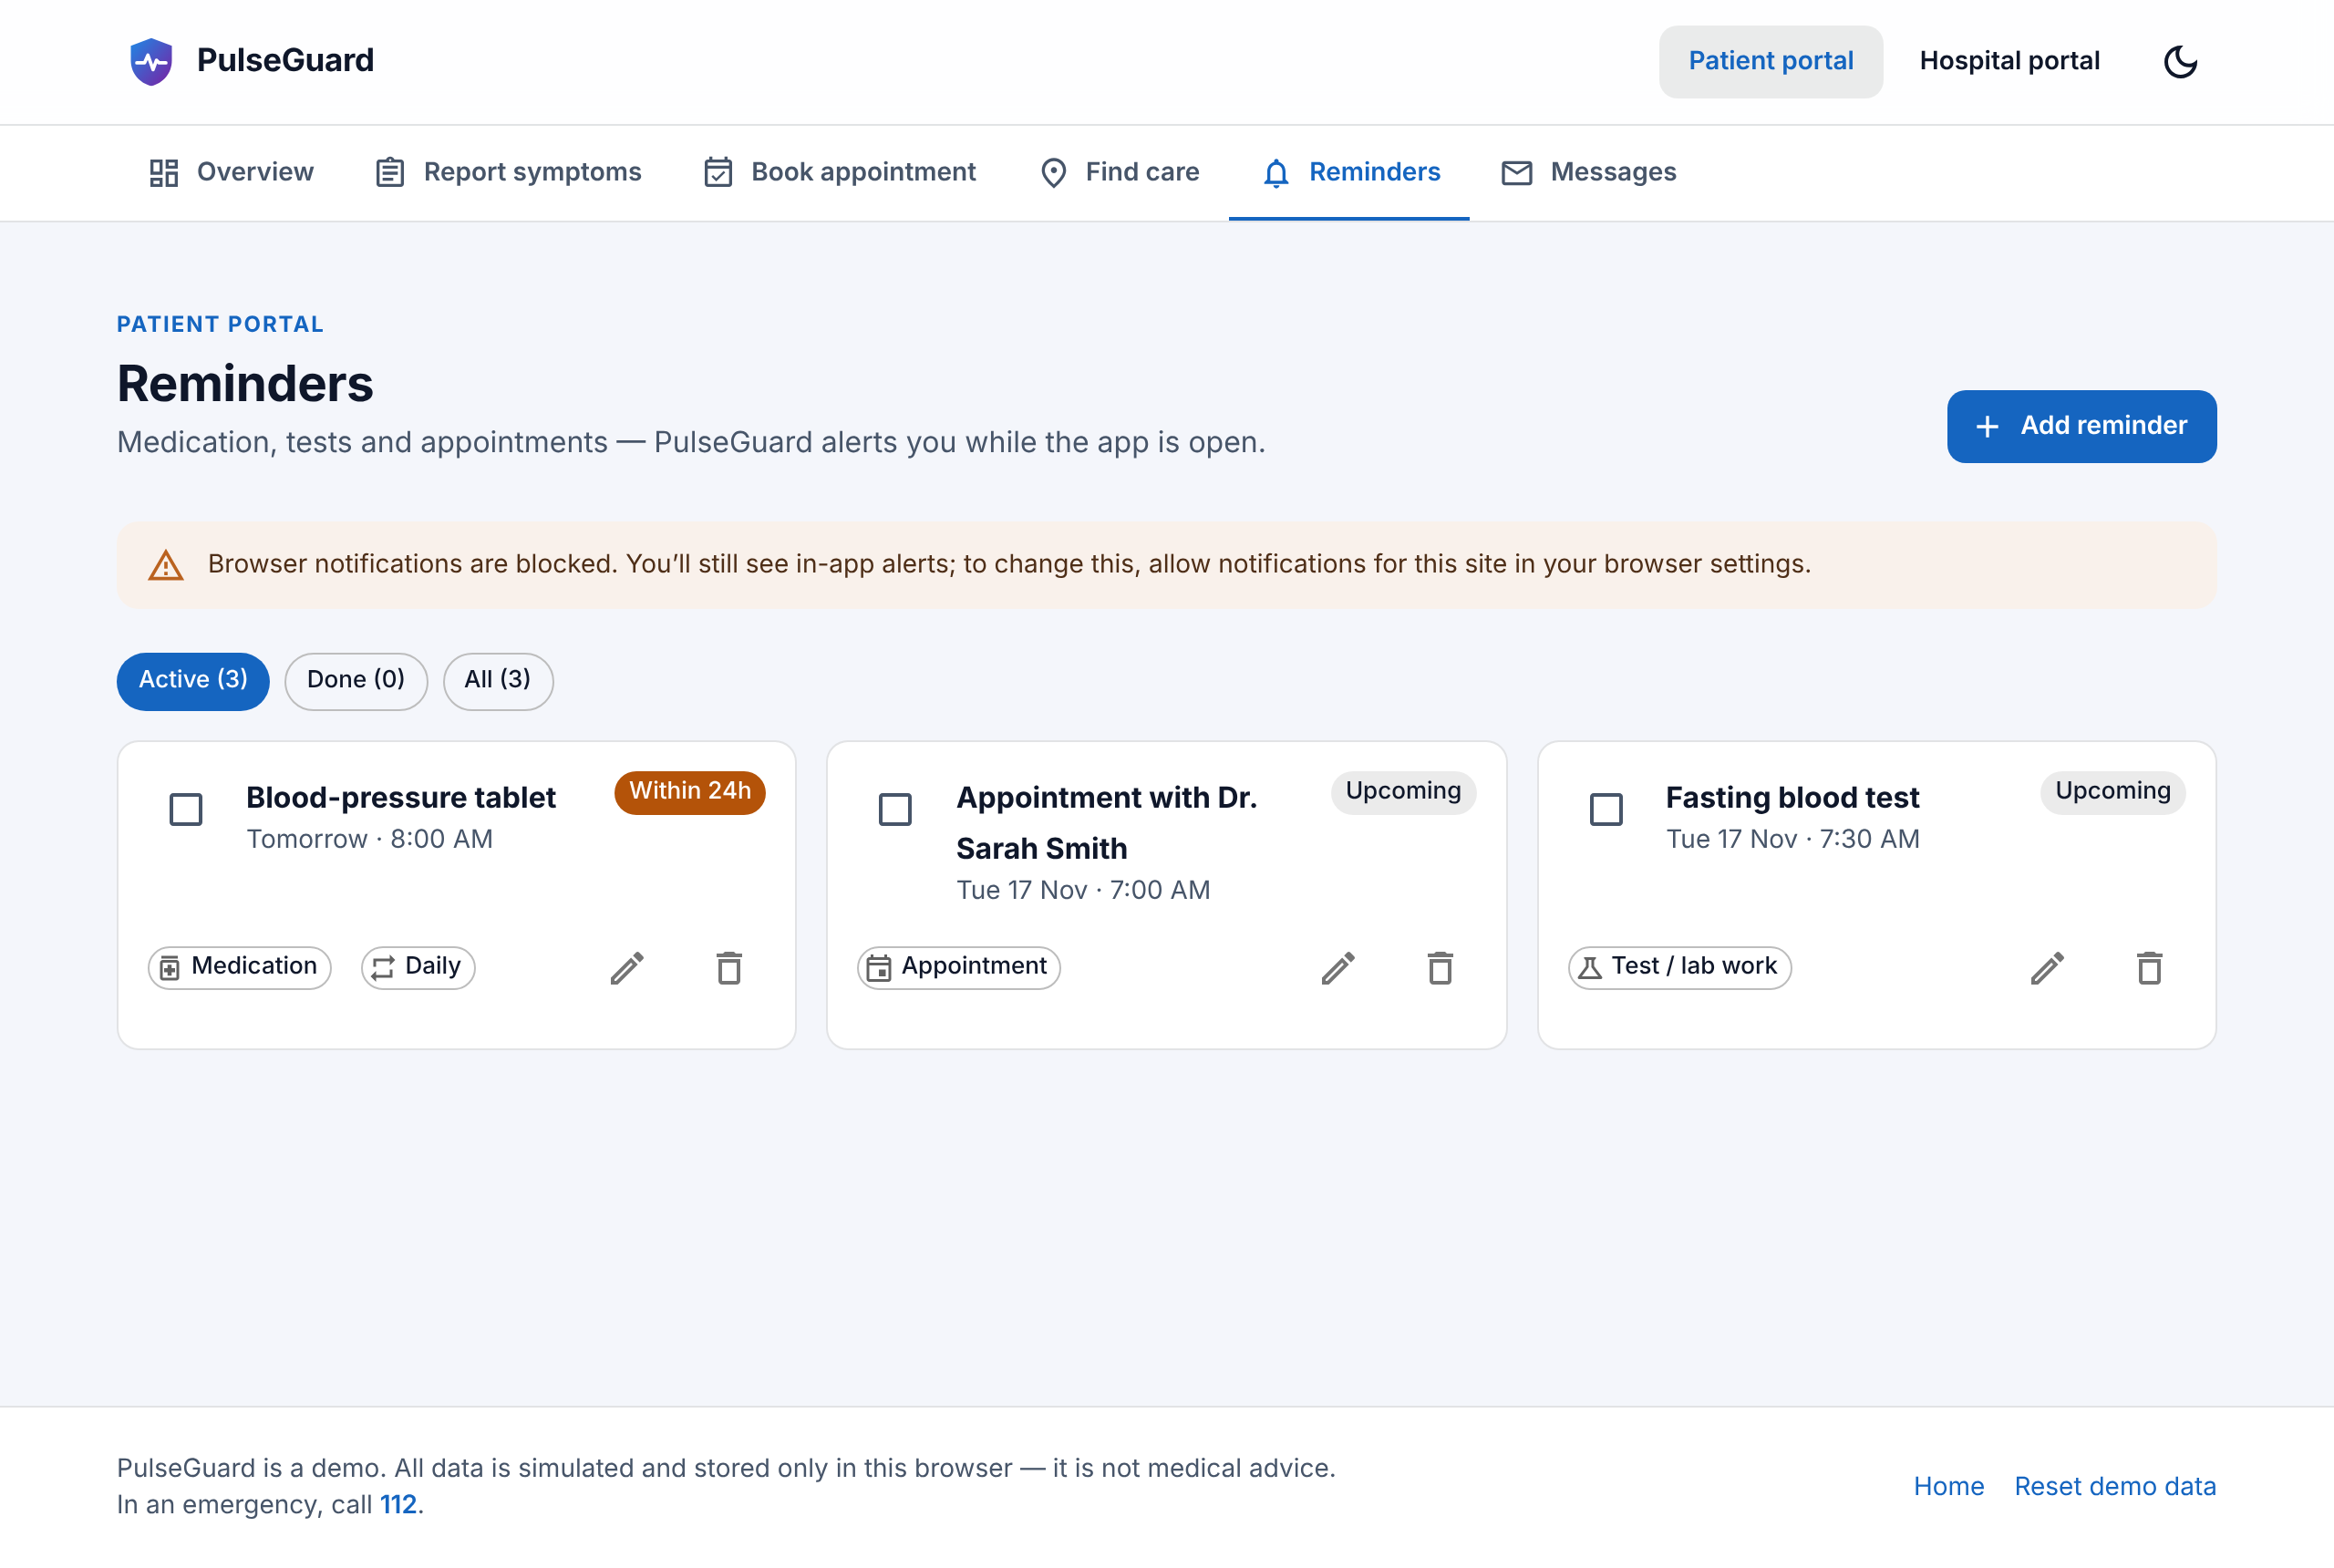 PulseGuard
Patient portal
Hospital portal
Overview
Report symptoms
Book appointment
Find care
Reminders
Messages
PATIENT PORTAL
Reminders
Medication, tests and appointments — PulseGuard alerts you while the app is open.
Add reminder
Browser notifications are blocked. You’ll still see in-app alerts; to change this, allow notifications for this site in your browser settings.
Active (3)
Done (0)
All (3)
Blood-pressure tablet
Within 24h
Tomorrow · 8:00 AM
Medication
Daily
Appointment with Dr.
Sarah Smith
Upcoming
Tue 17 Nov · 7:00 AM
Appointment
Fasting blood test
Upcoming
Tue 17 Nov · 7:30 AM
Test / lab work
PulseGuard is a demo. All data is simulated and stored only in this browser — it is not medical advice.
In an emergency, call 112.
Home
Reset demo data